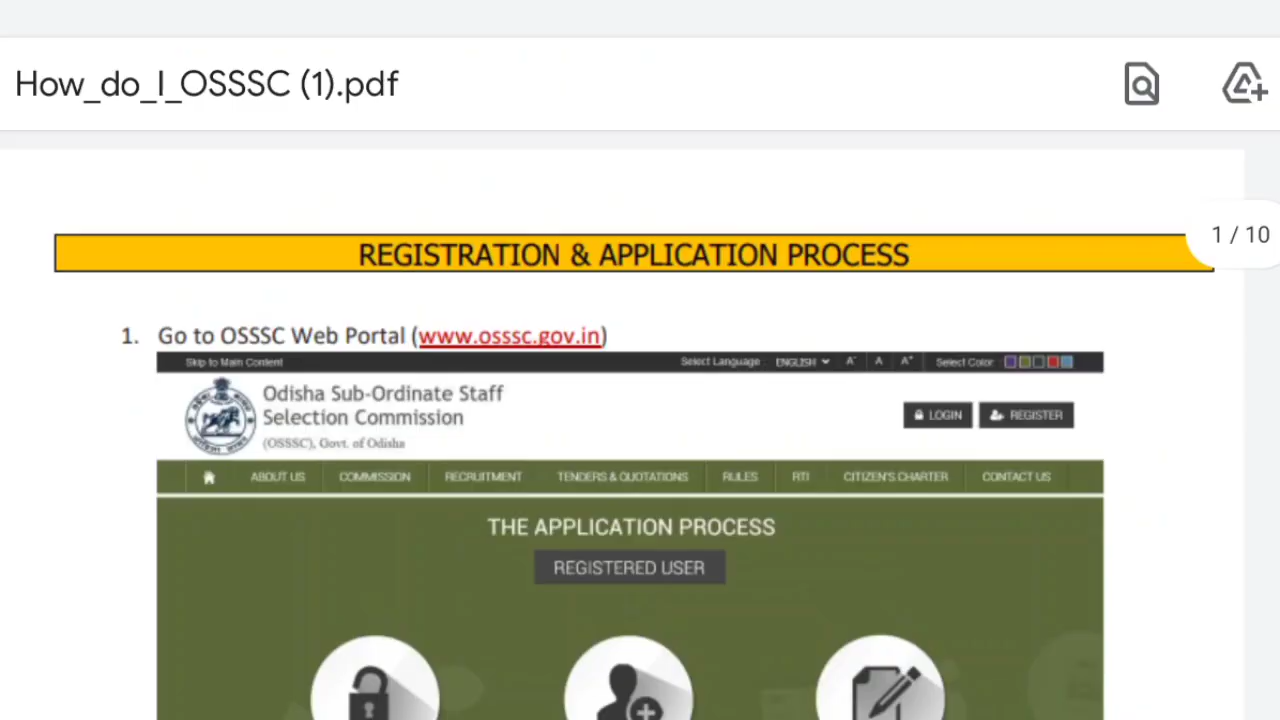 How_do_I_OSSSC (1).pdf
1 / 10
REGISTRATION & APPLICATION PROCESS
1. Go to OSSSC Web Portal (www.osssc.gov.in)
Skip to Main Content Select Language ENGLISH A- A A+ Select Color
Odisha Sub-Ordinate Staff
Selection Commission
(OSSSC), Govt. of Odisha
LOGIN REGISTER
ABOUT US COMMISSION RECRUITMENT TENDERS & QUOTATIONS RULES RTI CITIZEN'S CHARTER CONTACT US
THE APPLICATION PROCESS
REGISTERED USER